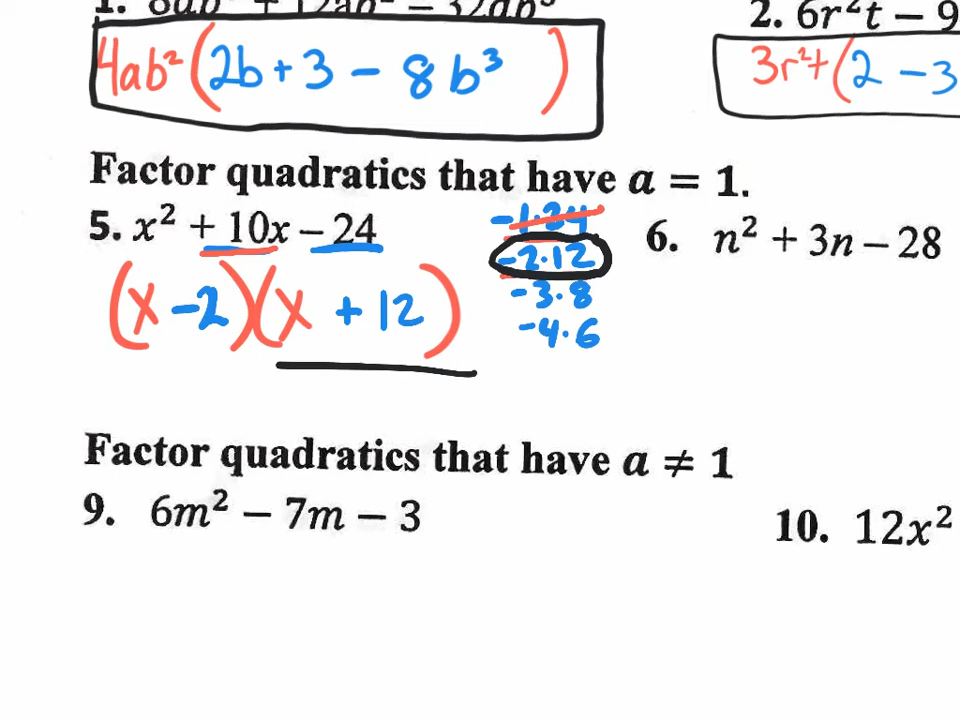 2. 6r²t – 9
4ab² (2b + 3 – 8b³)
3r²t (2 – 3
Factor quadratics that have a = 1.
5. x² + 10x – 24
-1·24
-2·12
-3·8
-4·6
(x -2)(x + 12)
6. n² + 3n – 28
Factor quadratics that have a ≠ 1
9. 6m² – 7m – 3
10. 12x²